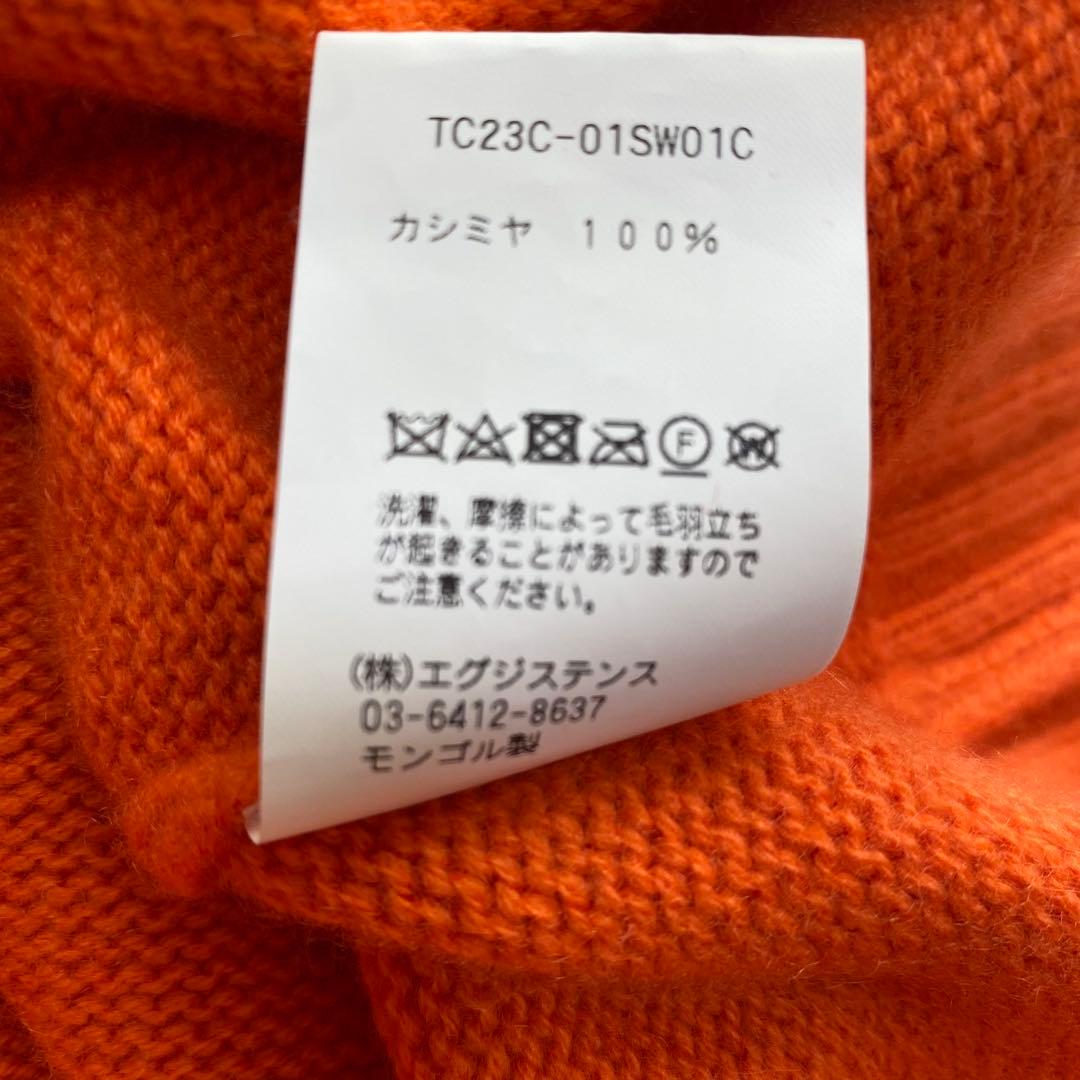 TC23C-01SW01C
カシミヤ 100%
F W
洗濯、摩擦によって毛羽立ち
が起きることがありますので
ご注意ください。
(株)エグジステンス
03-6412-8637
モンゴル製